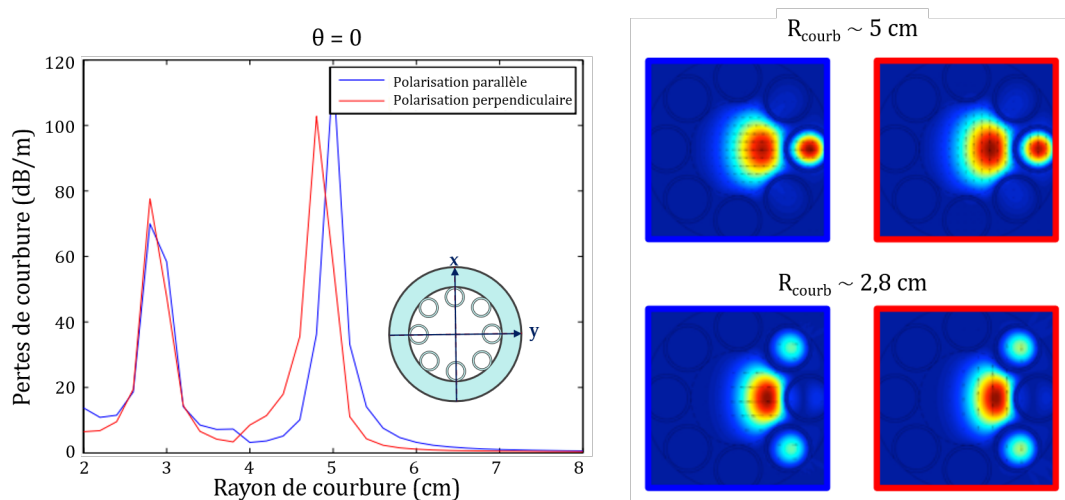 θ = 0
Pertes de courbure (dB/m)
120
100
80
60
40
20
0
Polarisation parallèle
Polarisation perpendiculaire
x
y
2
3
4
5
6
7
8
Rayon de courbure (cm)
R_courb ~ 5 cm
R_courb ~ 2,8 cm